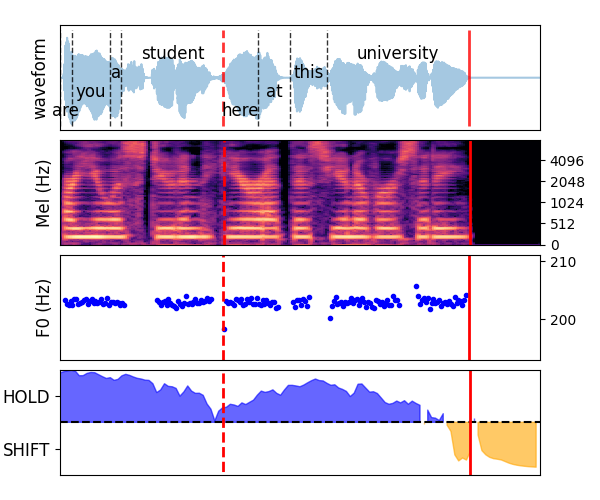 waveform
are
you
a
student
here
at
this
university
Mel (Hz)
4096
2048
1024
512
0
F0 (Hz)
210
200
HOLD
SHIFT